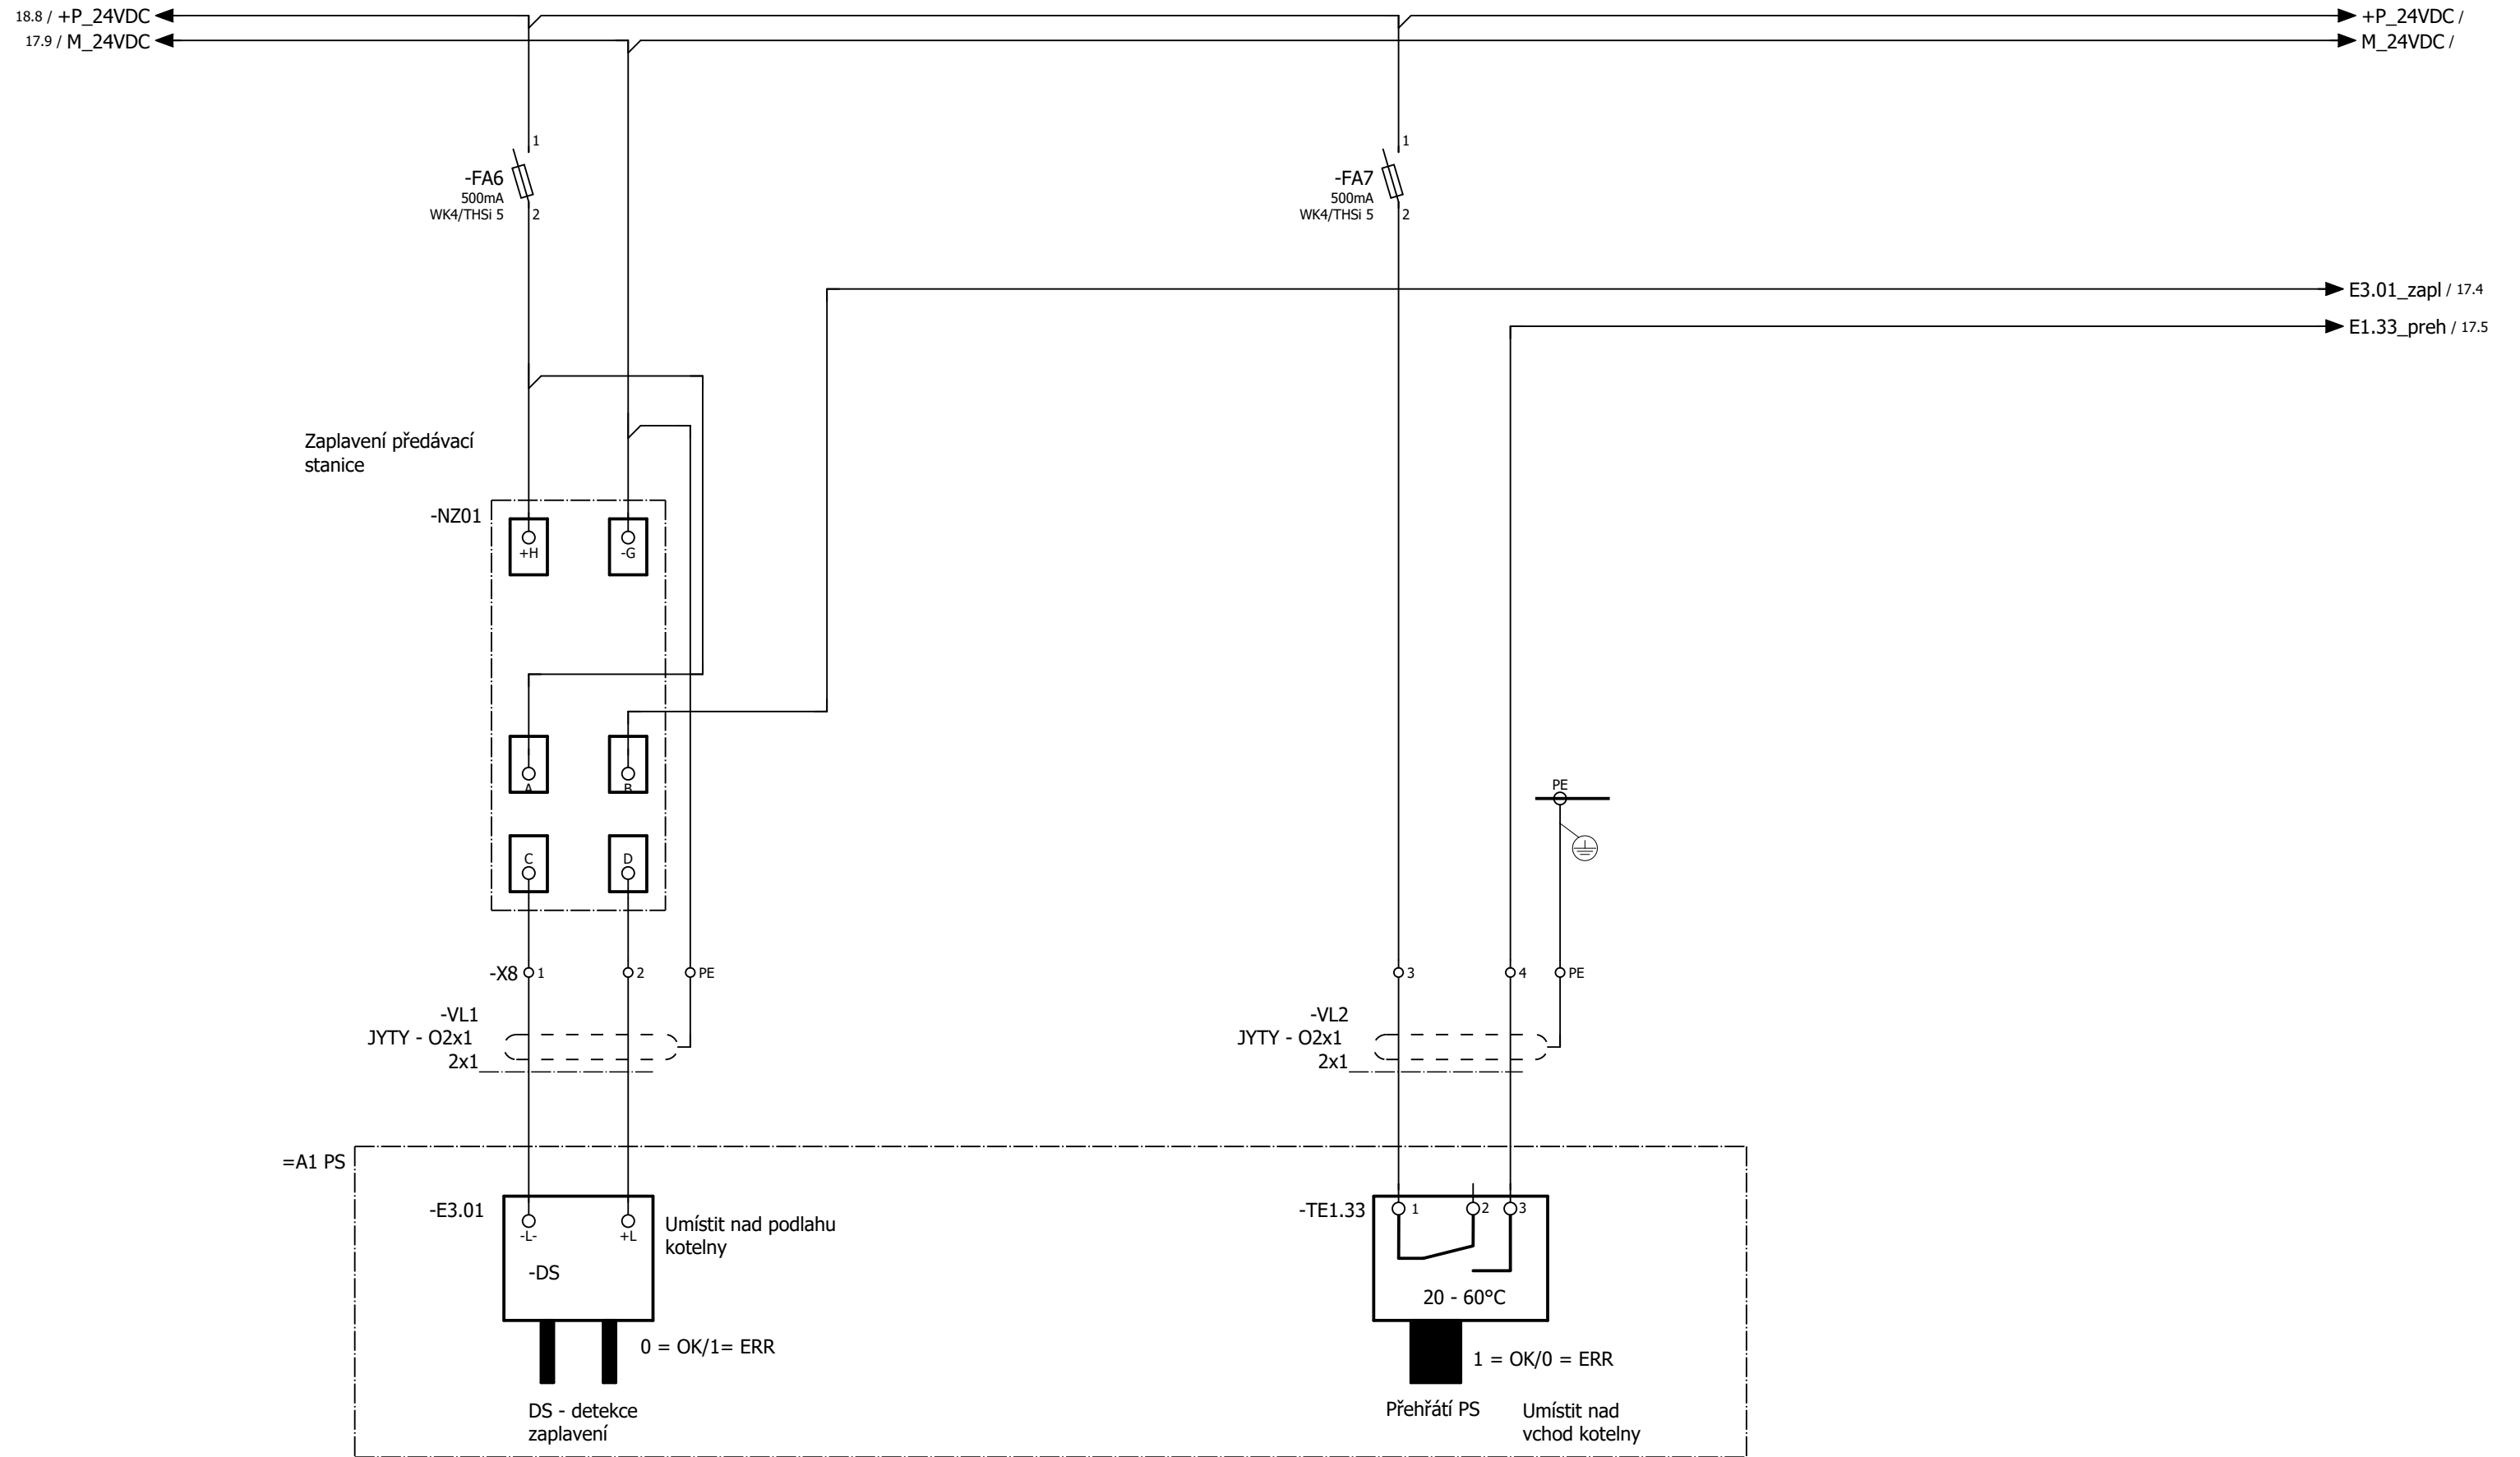 18.8 / +P_24VDC
+P_24VDC /
17.9 / M_24VDC
M_24VDC /
1
1
-FA6
500mA
WK4/THSi 5
2
-FA7
500mA
WK4/THSi 5
2
E3.01_zapl / 17.4
E1.33_preh / 17.5
Zaplavení předávací
stanice
-NZ01
+H
-G
A
B
PE
C
D
-X8
1
2
PE
3
4
PE
-VL1
JYTY - O2x1
2x1
-VL2
JYTY - O2x1
2x1
=A1 PS
-E3.01
-L-
+L
-DS
Umístit nad podlahu
kotelny
-TE1.33
1
2
3
20 - 60°C
0 = OK/1= ERR
1 = OK/0 = ERR
DS - detekce
zaplavení
Přehřátí PS
Umístit nad
vchod kotelny